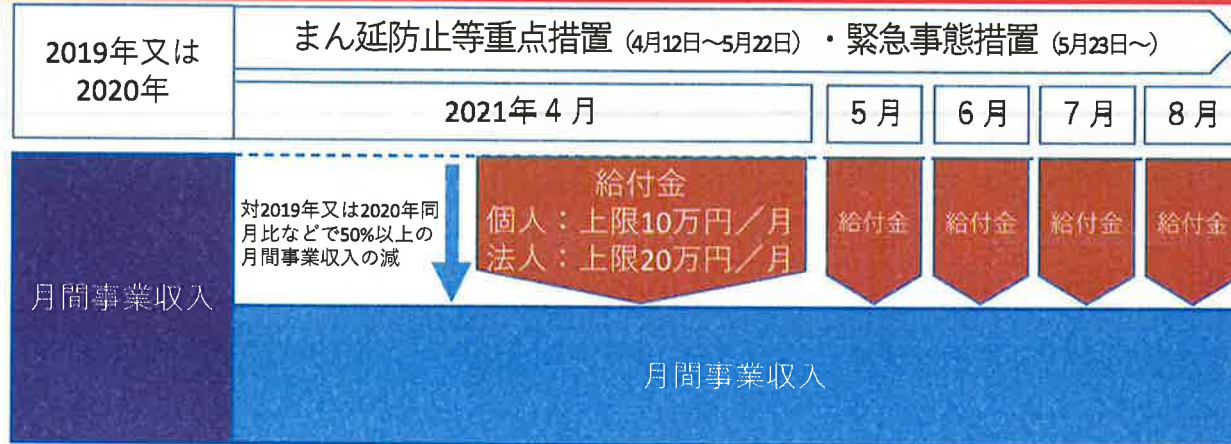 2019年又は
2020年
まん延防止等重点措置 (4月12日～5月22日) ・緊急事態措置 (5月23日～)
2021年４月
５月
６月
７月
８月
対2019年又は2020年同
月比などで50%以上の
月間事業収入の減
給付金
個人：上限10万円／月
法人：上限20万円／月
給付金
給付金
給付金
給付金
月間事業収入
月間事業収入